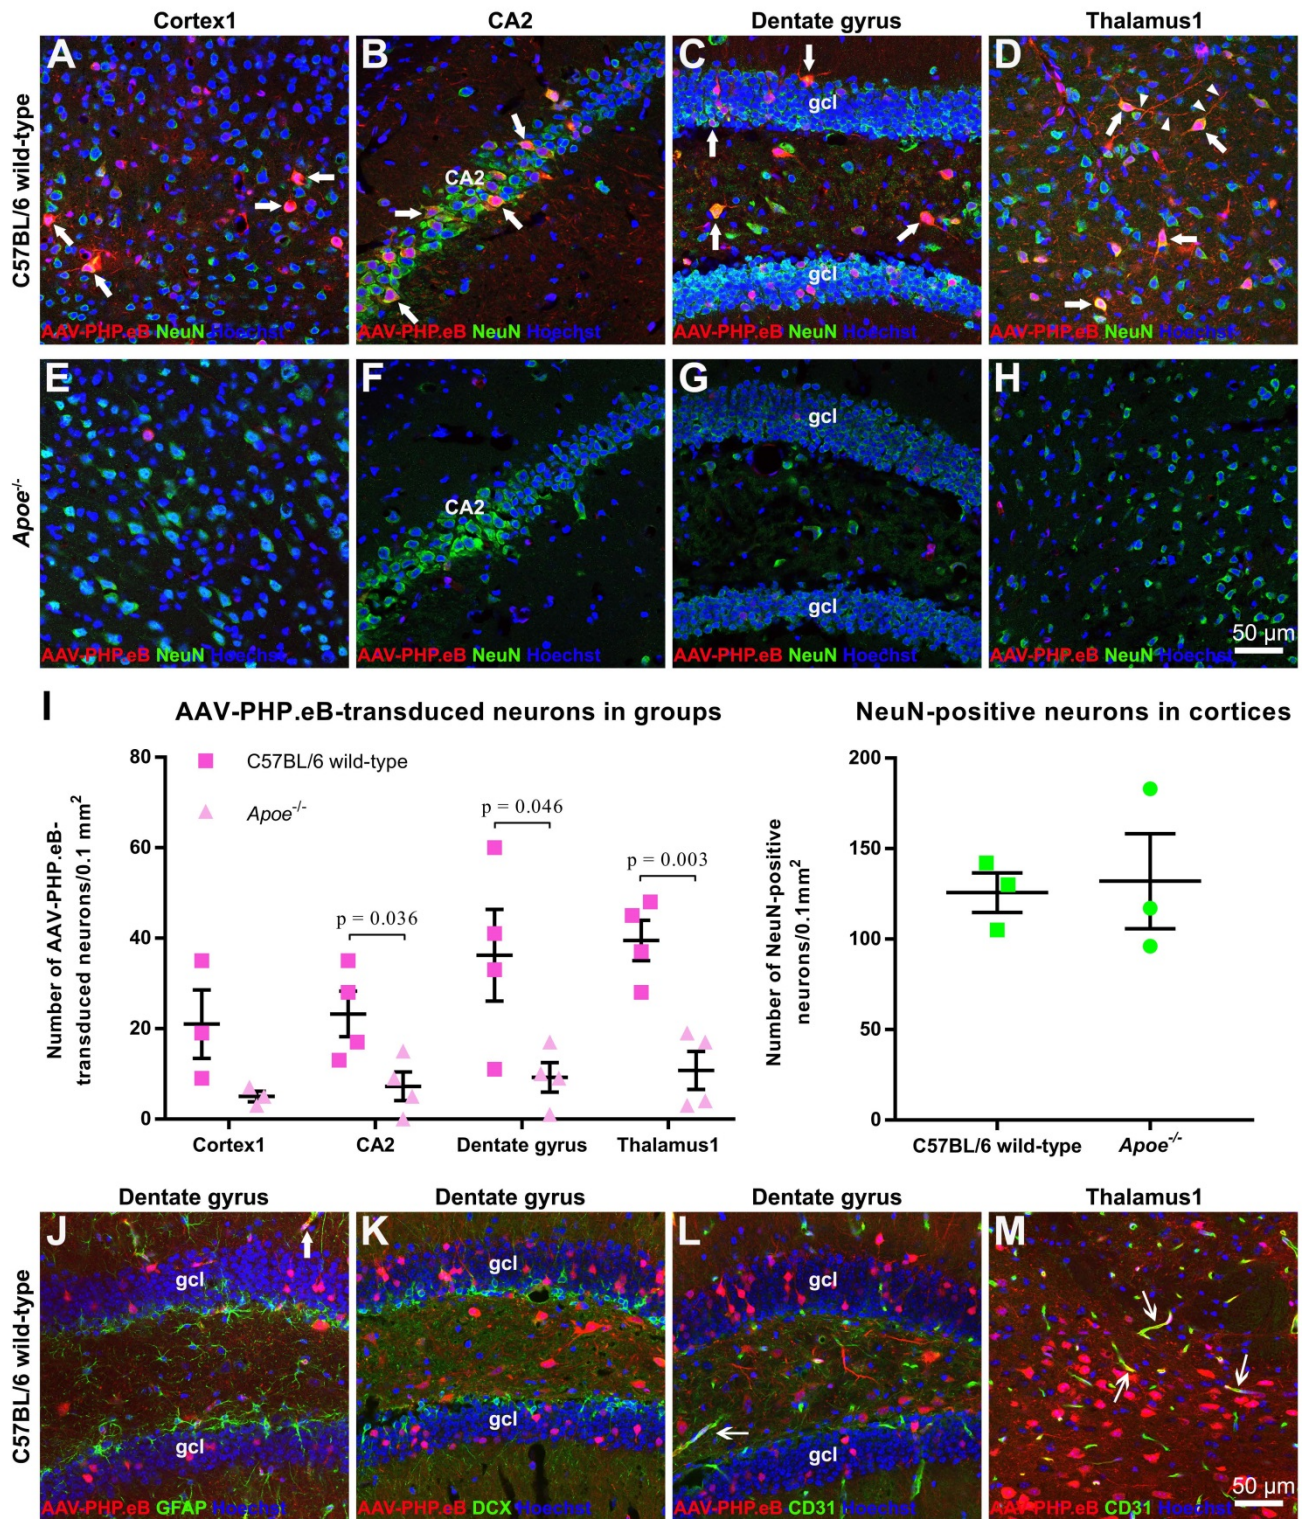 Cortex1 CA2 Dentate gyrus Thalamus1
C57BL/6 wild-type
A B C D
gcl
CA2
gcl
AAV-PHP.eB NeuN Hoechst AAV-PHP.eB NeuN Hoechst AAV-PHP.eB NeuN Hoechst AAV-PHP.eB NeuN Hoechst
Apoe-/-
E F G H
gcl
CA2
gcl
50 µm
AAV-PHP.eB NeuN Hoechst AAV-PHP.eB NeuN Hoechst AAV-PHP.eB NeuN Hoechst AAV-PHP.eB NeuN Hoechst
I
AAV-PHP.eB-transduced neurons in groups
Number of AAV-PHP.eB-
transduced neurons/0.1 mm²
80
60
40
20
0
C57BL/6 wild-type
Apoe-/-
p = 0.036
p = 0.046
p = 0.003
Cortex1 CA2 Dentate gyrus Thalamus1
NeuN-positive neurons in cortices
Number of NeuN-positive
neurons/0.1mm²
200
150
100
50
0
C57BL/6 wild-type Apoe-/-
Dentate gyrus Dentate gyrus Dentate gyrus Thalamus1
C57BL/6 wild-type
J K L M
gcl gcl gcl
gcl gcl gcl
50 µm
AAV-PHP.eB GFAP Hoechst AAV-PHP.eB DCX Hoechst AAV-PHP.eB CD31 Hoechst AAV-PHP.eB CD31 Hoechst